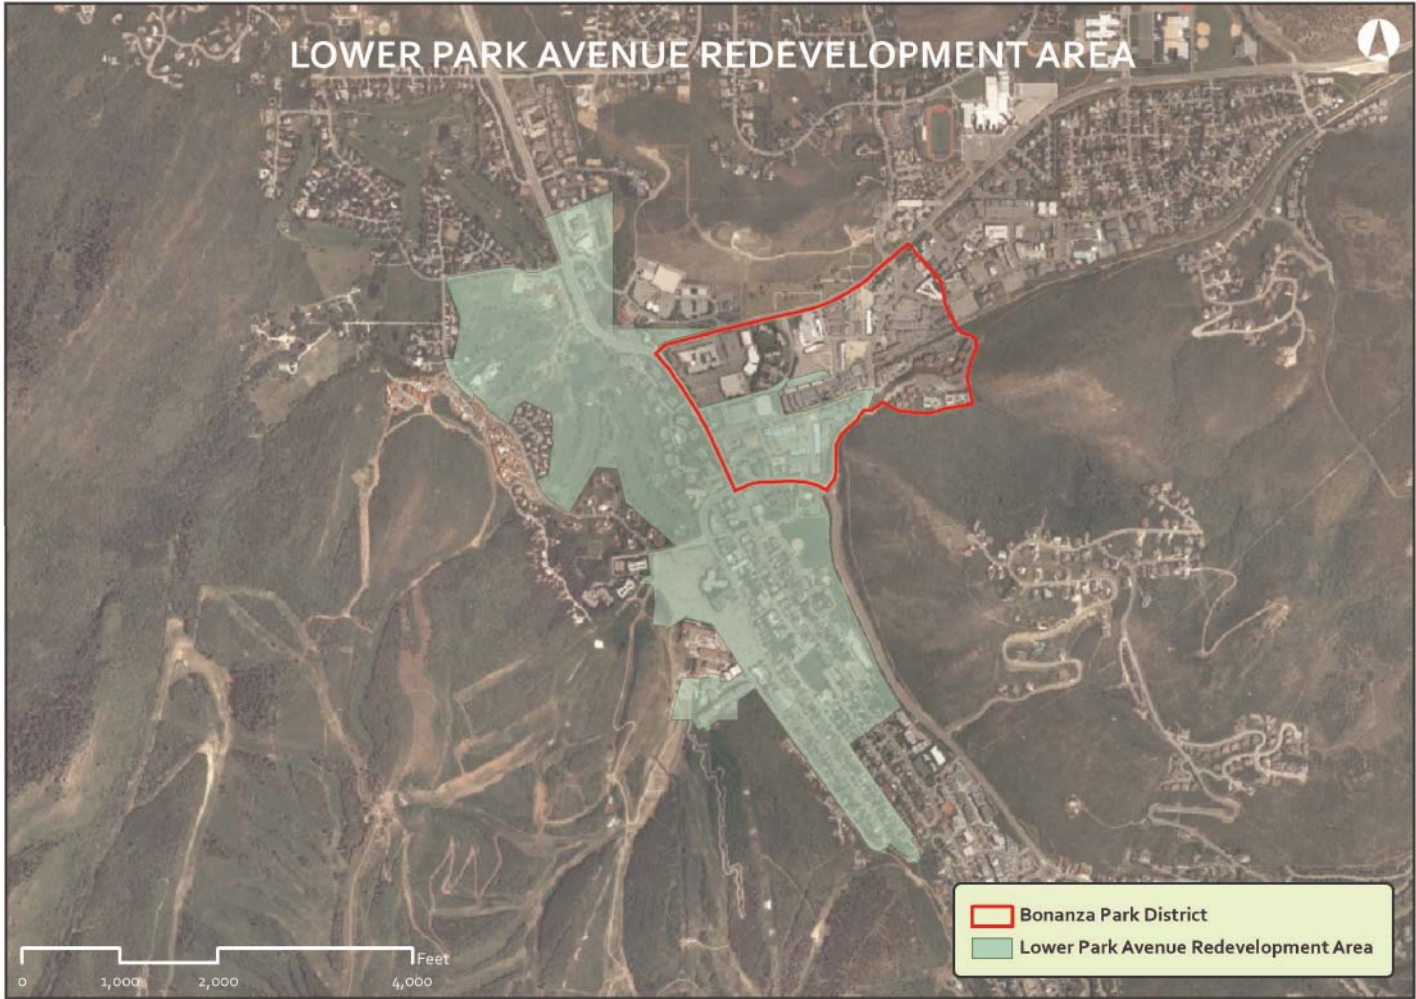 LOWER PARK AVENUE REDEVELOPMENT AREA
Bonanza Park District
Lower Park Avenue Redevelopment Area
Feet
0 1,000 2,000 4,000